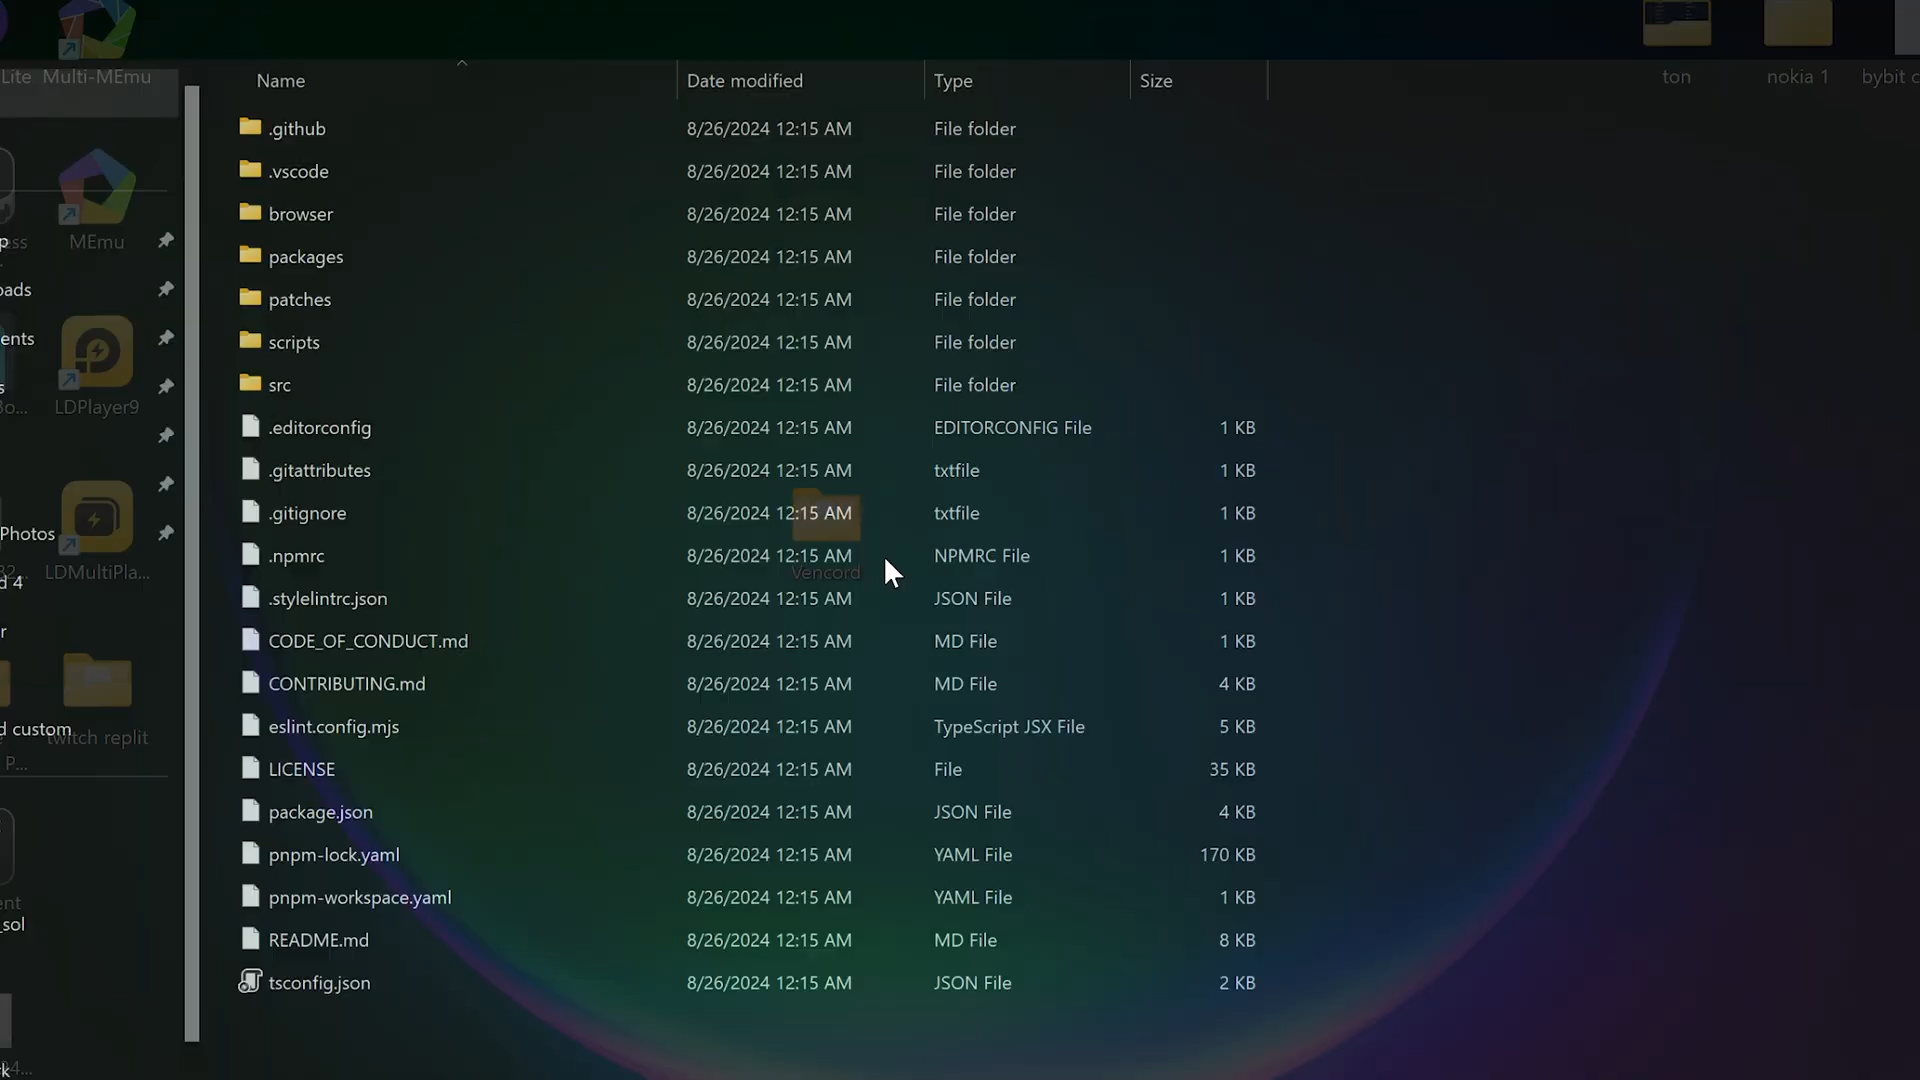 Lite Multi-MEmu
ton
nokia 1
bybit c
Name Date modified Type Size
.github 8/26/2024 12:15 AM File folder
.vscode 8/26/2024 12:15 AM File folder
browser 8/26/2024 12:15 AM File folder
MEmu
packages 8/26/2024 12:15 AM File folder
oads
patches 8/26/2024 12:15 AM File folder
ents
scripts 8/26/2024 12:15 AM File folder
src 8/26/2024 12:15 AM File folder
LDPlayer9
.editorconfig 8/26/2024 12:15 AM EDITORCONFIG File 1 KB
.gitattributes 8/26/2024 12:15 AM txtfile 1 KB
.gitignore 8/26/2024 12:15 AM txtfile 1 KB
Photos
.npmrc 8/26/2024 12:15 AM NPMRC File 1 KB
LDMultiPla...
Vencord
d 4
.stylelintrc.json 8/26/2024 12:15 AM JSON File 1 KB
CODE_OF_CONDUCT.md 8/26/2024 12:15 AM MD File 1 KB
CONTRIBUTING.md 8/26/2024 12:15 AM MD File 4 KB
eslint.config.mjs 8/26/2024 12:15 AM TypeScript JSX File 5 KB
d custom
twitch replit
P...
LICENSE 8/26/2024 12:15 AM File 35 KB
package.json 8/26/2024 12:15 AM JSON File 4 KB
pnpm-lock.yaml 8/26/2024 12:15 AM YAML File 170 KB
pnpm-workspace.yaml 8/26/2024 12:15 AM YAML File 1 KB
ent
_sol
README.md 8/26/2024 12:15 AM MD File 8 KB
tsconfig.json 8/26/2024 12:15 AM JSON File 2 KB